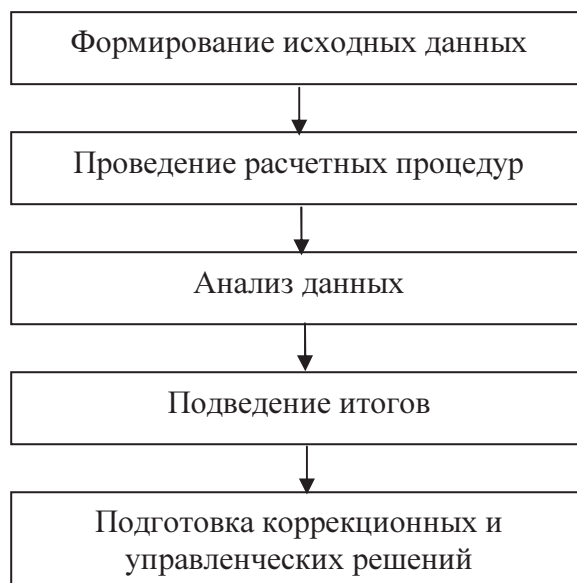 Формирование исходных данных
Проведение расчетных процедур
Анализ данных
Подведение итогов
Подготовка коррекционных и
управленческих решений